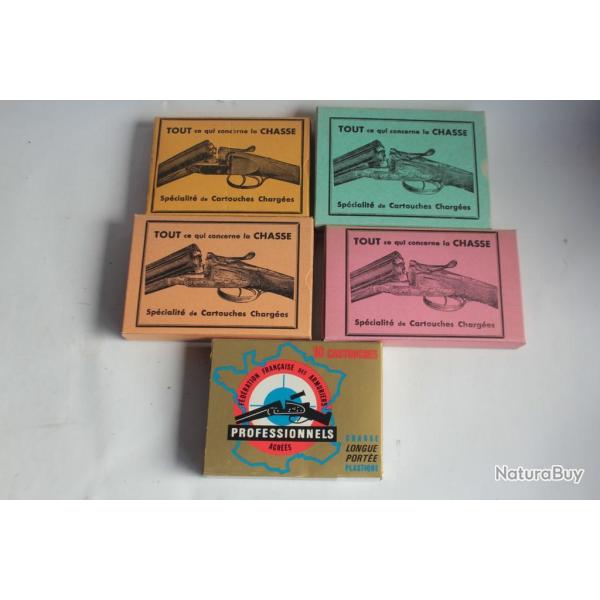 TOUT ce qui concerne la CHASSE
Spécialité de Cartouches Chargées
TOUT ce qui concerne la CHASSE
Spécialité de Cartouches Chargées
TOUT ce qui concerne la CHASSE
Spécialité de Cartouches Chargées
TOUT ce qui concerne la CHASSE
Spécialité de Cartouches Chargées
10 CARTOUCHES
FÉDÉRATION FRANÇAISE DES ARMURIERS
PROFESSIONNELS
AGRÉÉS
CHASSE
LONGUE
PORTÉE
PLASTIQUE
NaturaBuy